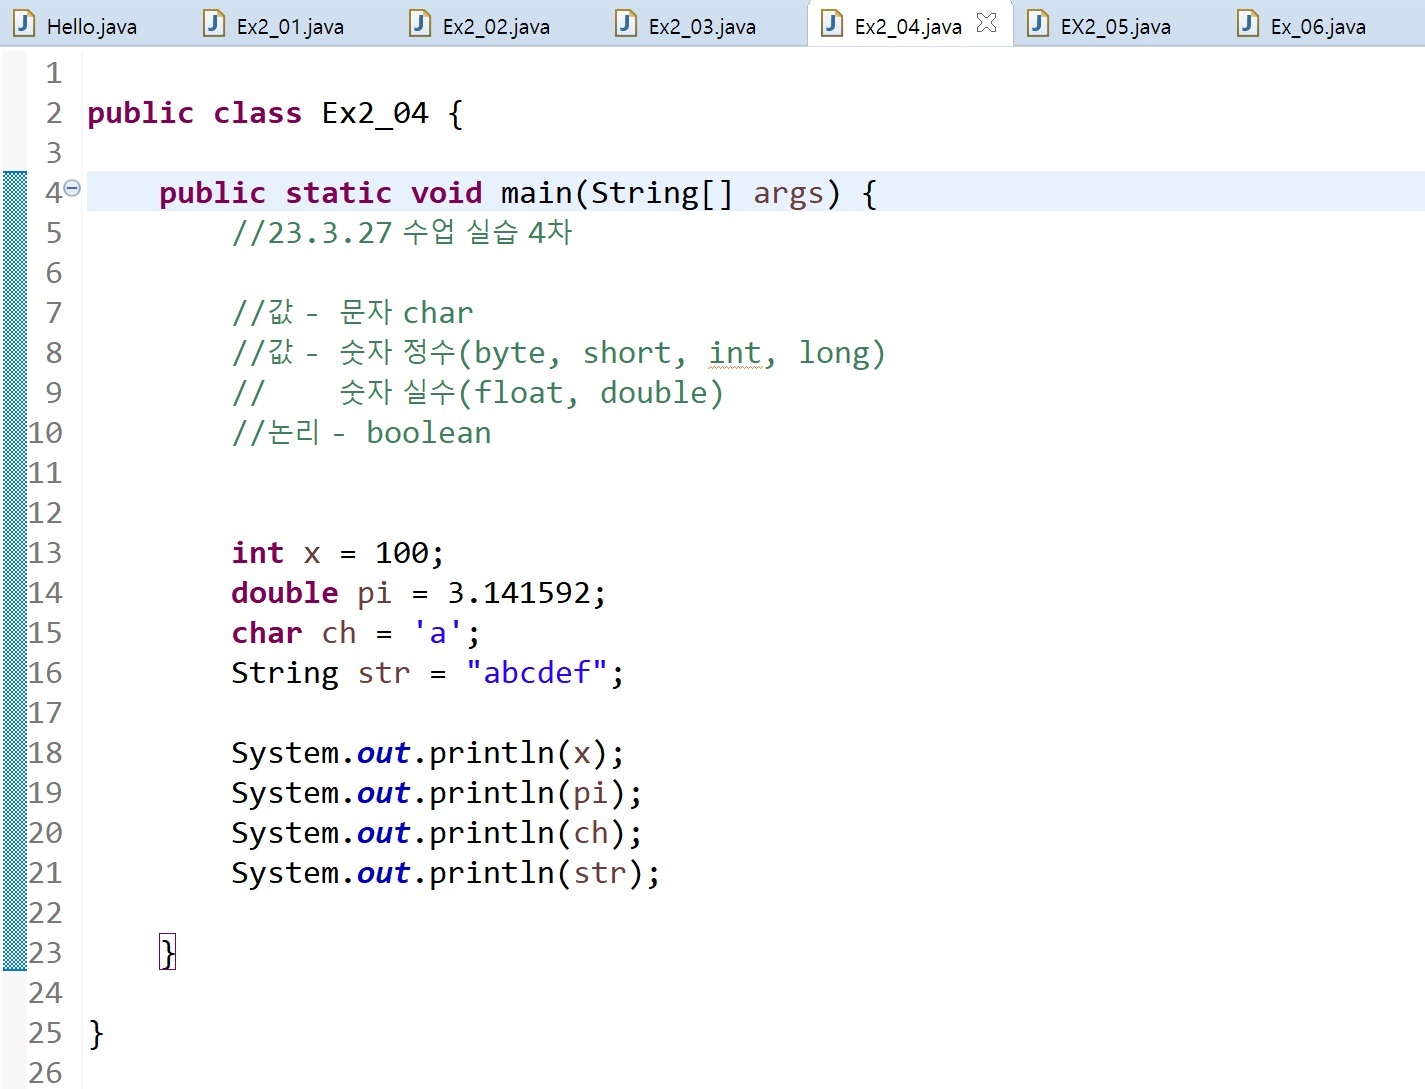 Hello.java Ex2_01.java Ex2_02.java Ex2_03.java Ex2_04.java EX2_05.java Ex_06.java
1
2 public class Ex2_04 {
3
4 public static void main(String[] args) {
5 //23.3.27 수업 실습 4차
6
7 //값 - 문자 char
8 //값 - 숫자 정수(byte, short, int, long)
9 // 숫자 실수(float, double)
10 //논리 - boolean
11
12
13 int x = 100;
14 double pi = 3.141592;
15 char ch = 'a';
16 String str = "abcdef";
17
18 System.out.println(x);
19 System.out.println(pi);
20 System.out.println(ch);
21 System.out.println(str);
22
23 }
24
25 }
26